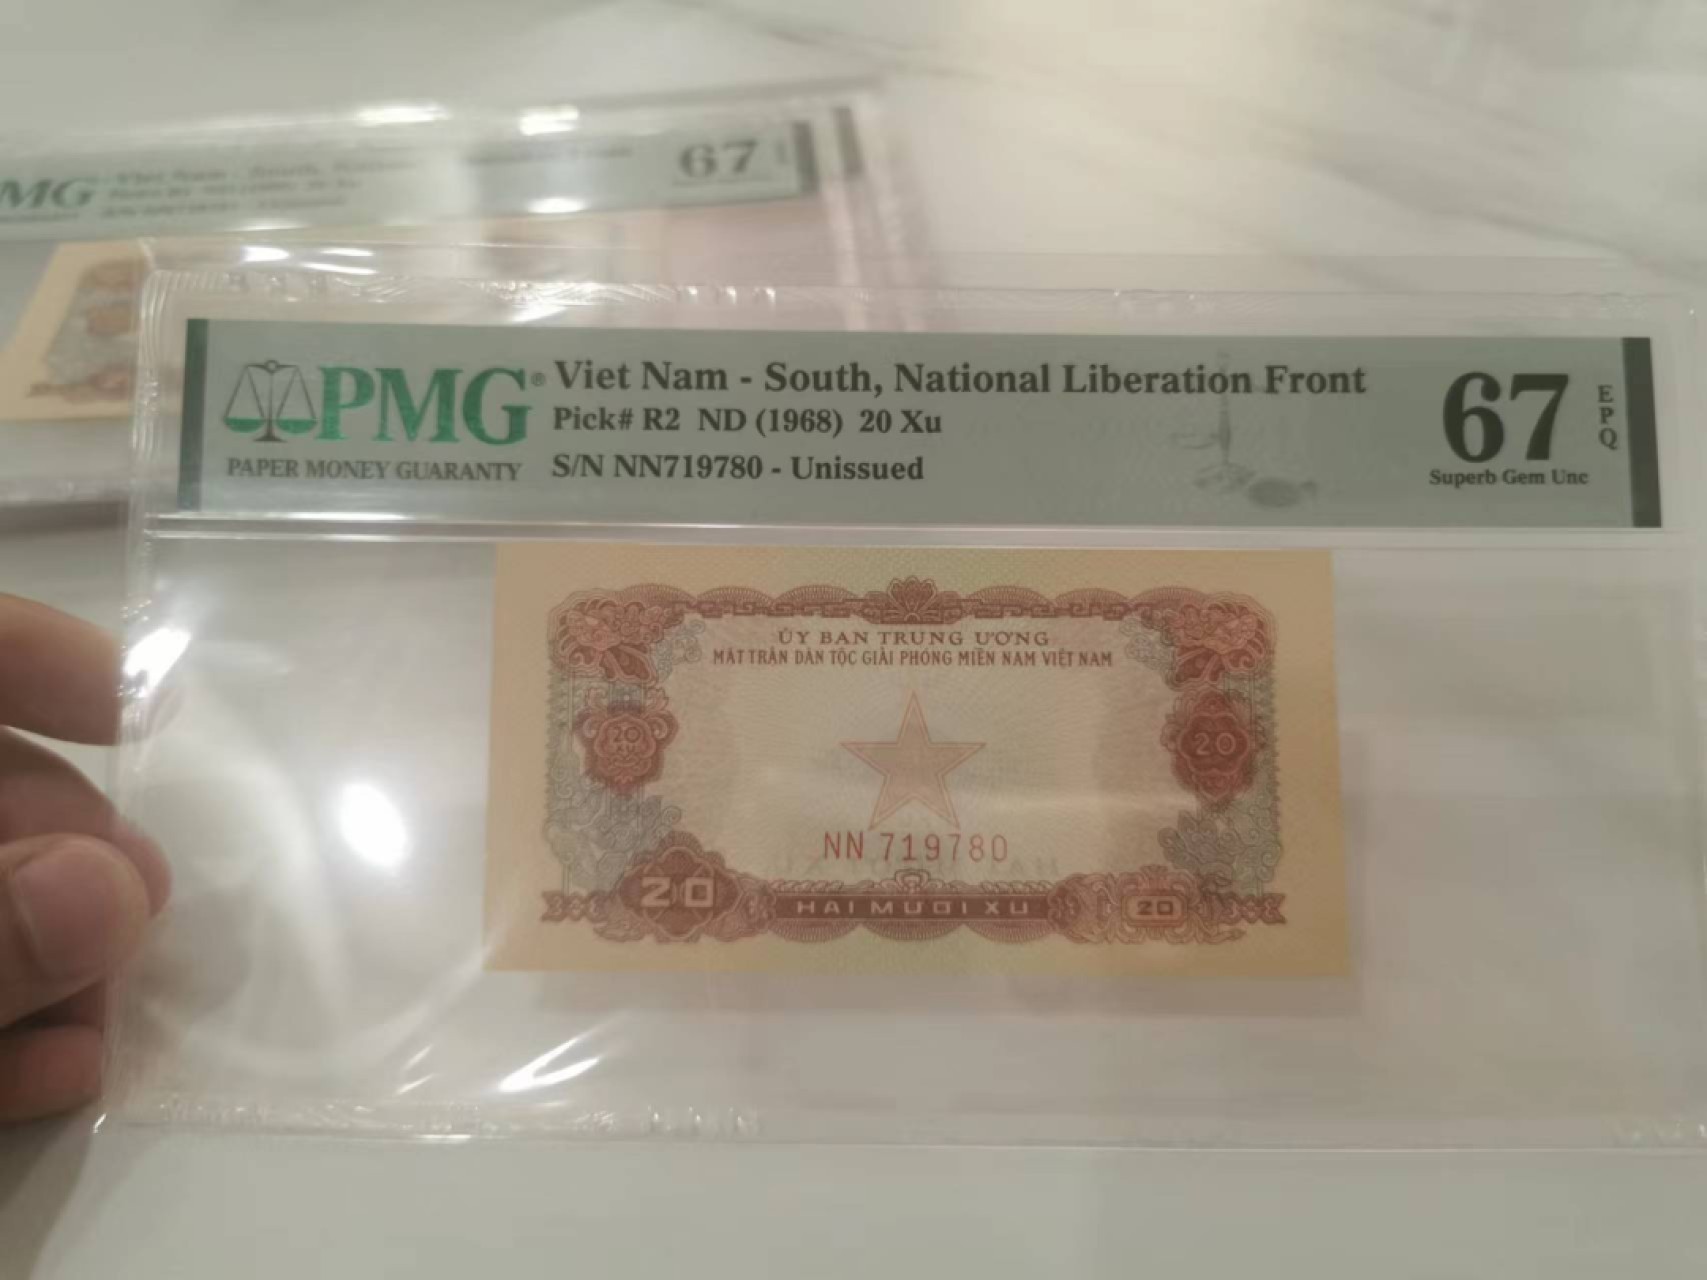 MG
67
PMG® Viet Nam - South, National Liberation Front
Pick# R2 ND (1968) 20 Xu
PAPER MONEY GUARANTY
S/N NN719780 - Unissued
67
EPQ
Superb Gem Unc
ỦY BAN TRUNG ƯƠNG
MẶT TRẬN DÂN TỘC GIẢI PHÓNG MIỀN NAM VIỆT NAM
20
XU
20
NN 719780
20
HAI MƯƠI XU
20